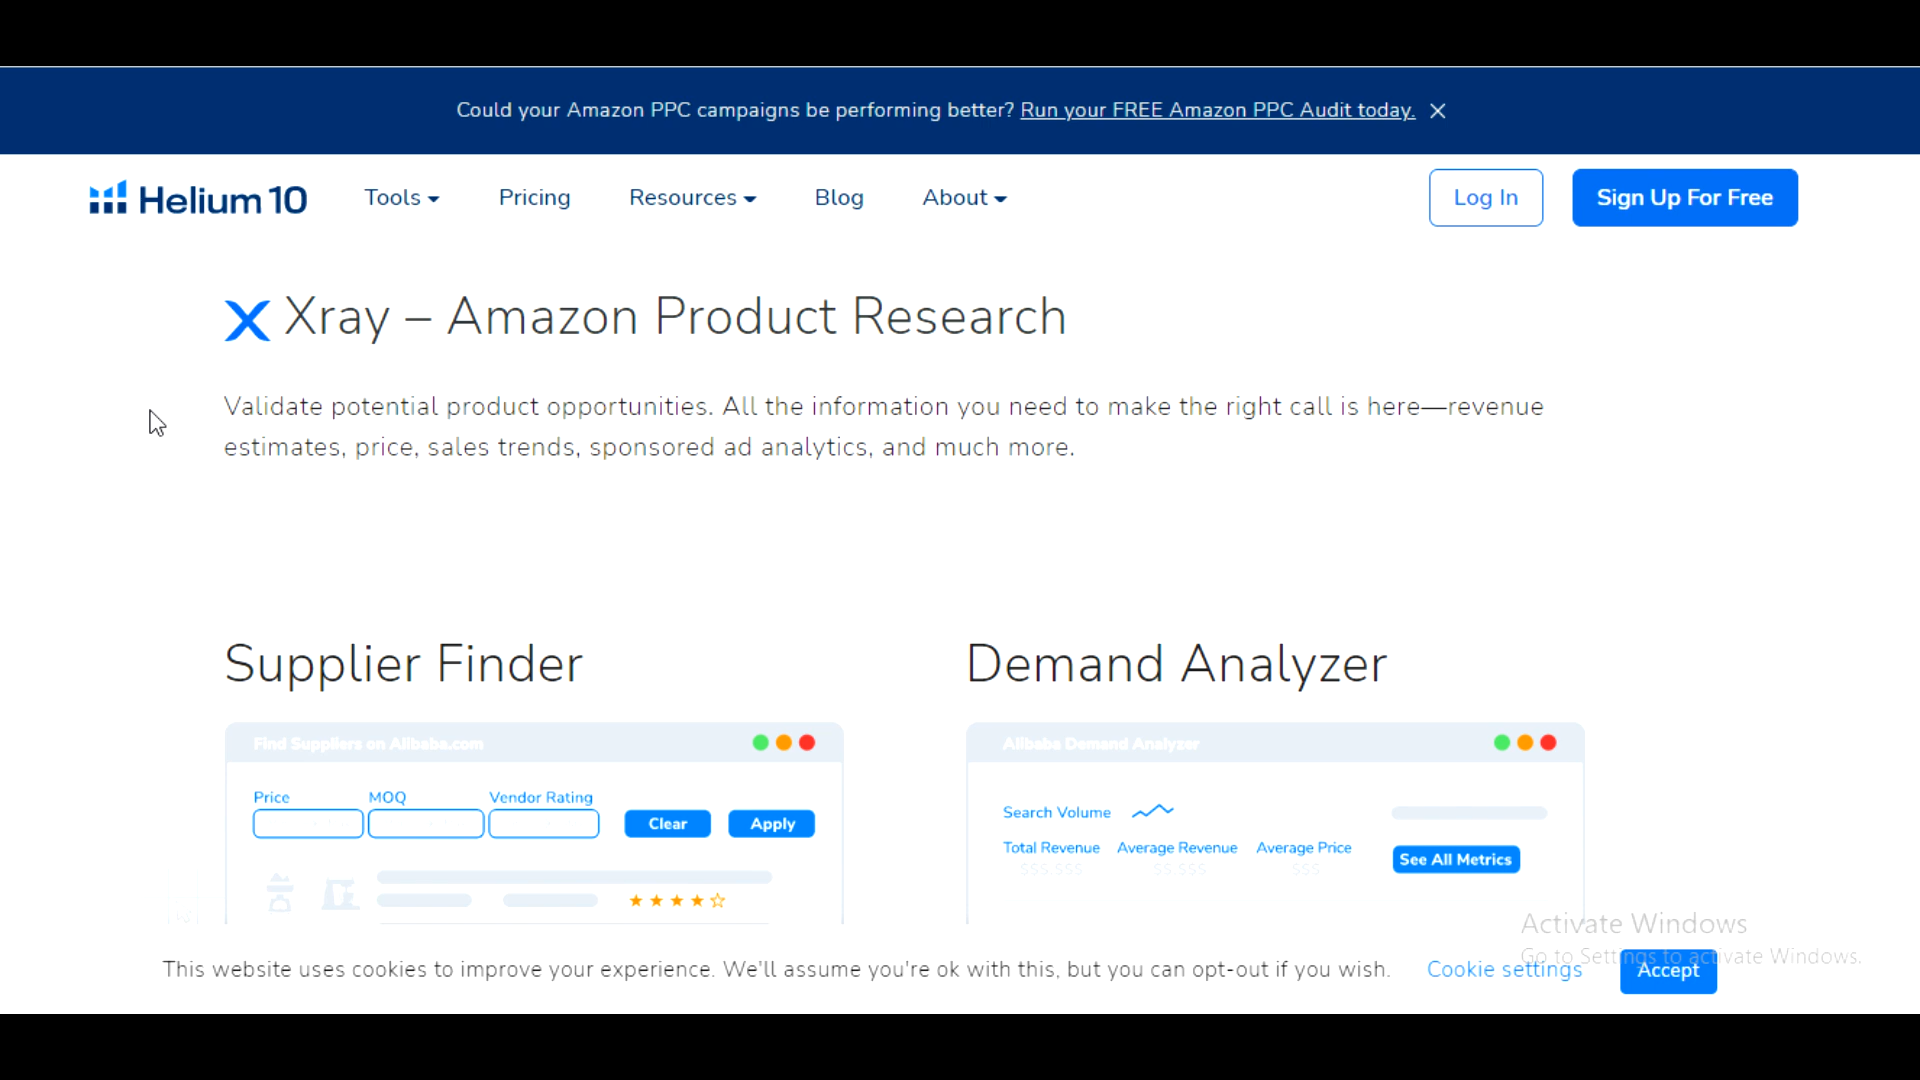 Could your Amazon PPC campaigns be performing better? Run your FREE Amazon PPC Audit today.
Helium 10 Tools Pricing Resources Blog About Log In Sign Up For Free
Xray – Amazon Product Research
Validate potential product opportunities. All the information you need to make the right call is here—revenue
estimates, price, sales trends, sponsored ad analytics, and much more.
Supplier Finder
Find Suppliers on Alibaba.com
Price MOQ Vendor Rating
Clear Apply
Demand Analyzer
Alibaba Demand Analyzer
Search Volume
Total Revenue Average Revenue Average Price
$$$ $$$ $$ $$$ $$$
See All Metrics
Activate Windows
Go to Settings to activate Windows.
This website uses cookies to improve your experience. We'll assume you're ok with this, but you can opt-out if you wish. Cookie settings Accept